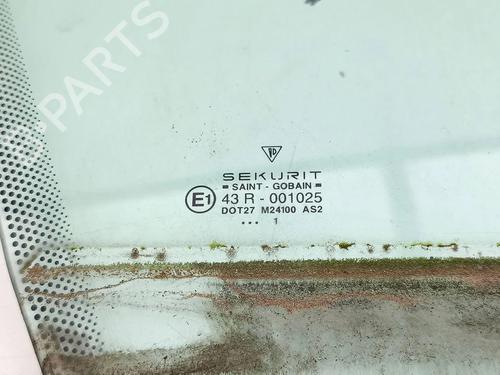 PARTS
SEKURIT
SAINT - GOBAIN
E1 43 R - 001025
DOT27 M24100 AS2
... 1